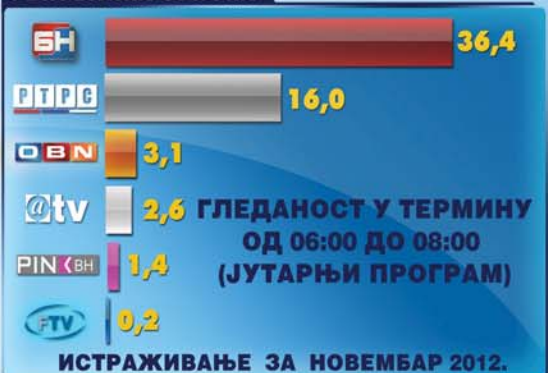 БН 36,4
РТРС 16,0
OBN 3,1
@tv 2,6
ГЛЕДАНОСТ У ТЕРМИНУ
ОД 06:00 ДО 08:00
PINK BH 1,4
(ЈУТАРЊИ ПРОГРАМ)
FTV 0,2
ИСТРАЖИВАЊЕ ЗА НОВЕМБАР 2012.